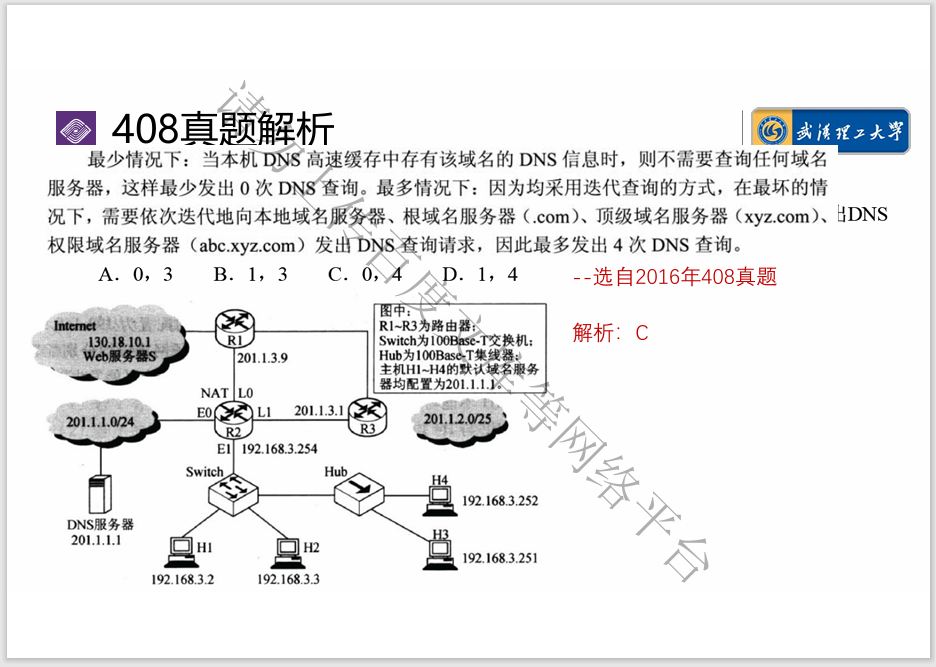 408真题解析
武汉理工大学
最少情况下：当本机 DNS 高速缓存中存有该域名的 DNS 信息时，则不需要查询任何域名
服务器，这样最少发出 0 次 DNS 查询。最多情况下：因为均采用迭代查询的方式，在最坏的情
况下，需要依次迭代地向本地域名服务器、根域名服务器（.com）、顶级域名服务器（xyz.com）、出DNS
权限域名服务器（abc.xyz.com）发出 DNS 查询请求，因此最多发出 4 次 DNS 查询。
A．0，3 B．1，3 C．0，4 D．1，4
--选自2016年408真题
解析：C
图中：
R1~R3为路由器；
Switch为100Base-T交换机；
Hub为100Base-T集线器；
主机H1~H4的默认域名服务
器均配置为201.1.1.1。
Internet
130.18.10.1
Web服务器S
R1
201.1.3.9
NAT L0
E0
L1
201.1.3.1
R2
R3
201.1.1.0/24
201.1.2.0/25
E1
192.168.3.254
Switch
Hub
H4
192.168.3.252
DNS服务器
201.1.1.1
H1
H2
H3
192.168.3.251
192.168.3.2
192.168.3.3
请勿上传百度文库等网络平台